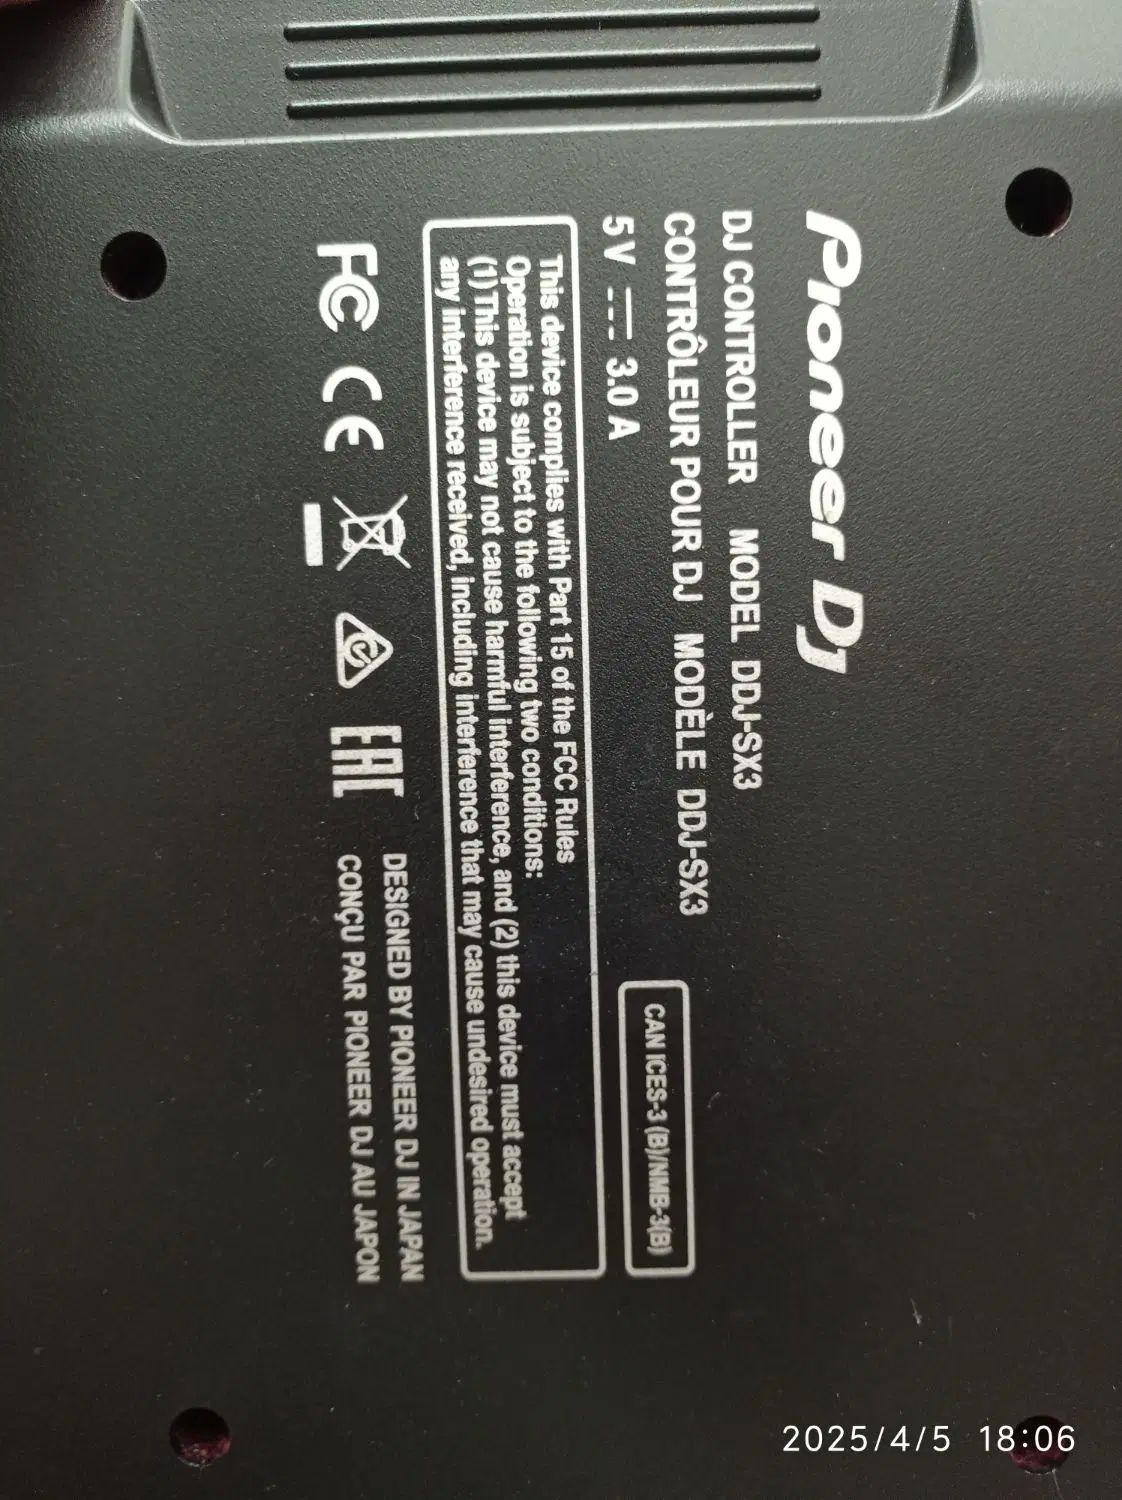 Pioneer DJ
DJ CONTROLLER MODEL DDJ-SX3
CONTRÔLEUR POUR DJ MODÈLE DDJ-SX3
5 V 3.0 A
CAN ICES-3 (B)/NMB-3(B)
This device complies with Part 15 of the FCC Rules
Operation is subject to the following two conditions:
(1) This device may not cause harmful interference, and (2) this device must accept
any interference received, including interference that may cause undesired operation.
FC CE EAC
DESIGNED BY PIONEER DJ IN JAPAN
CONÇU PAR PIONEER DJ AU JAPON
2025/4/5 18:06